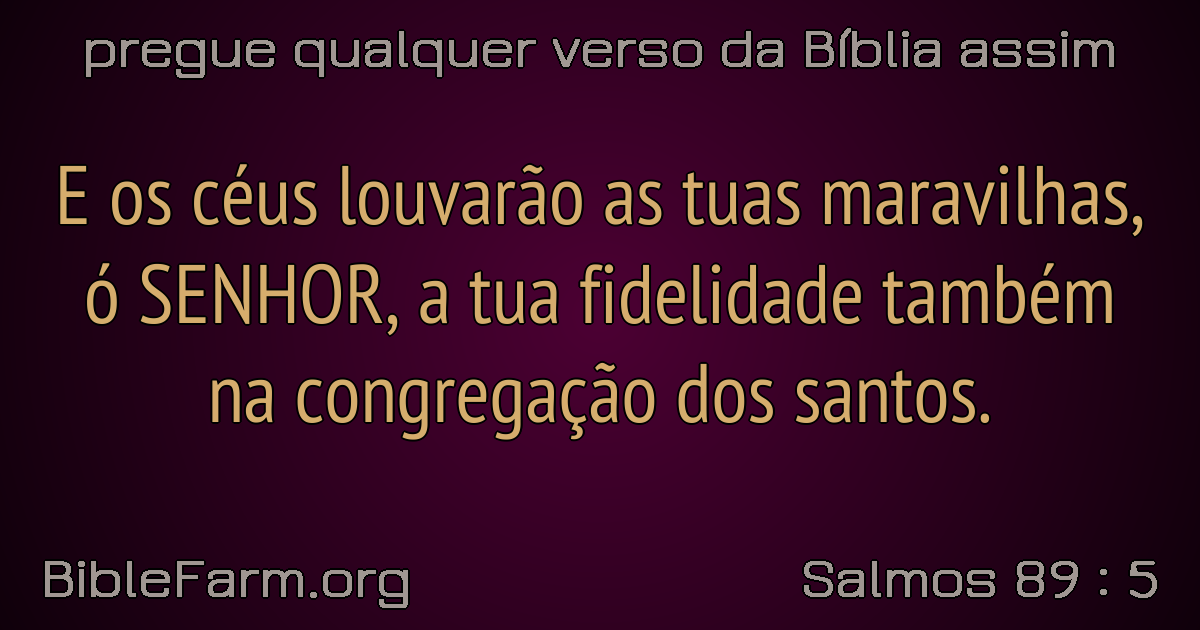 pregue qualquer verso da Bíblia assim
E os céus louvarão as tuas maravilhas,
ó SENHOR, a tua fidelidade também
na congregação dos santos.
BibleFarm.org
Salmos 89 : 5